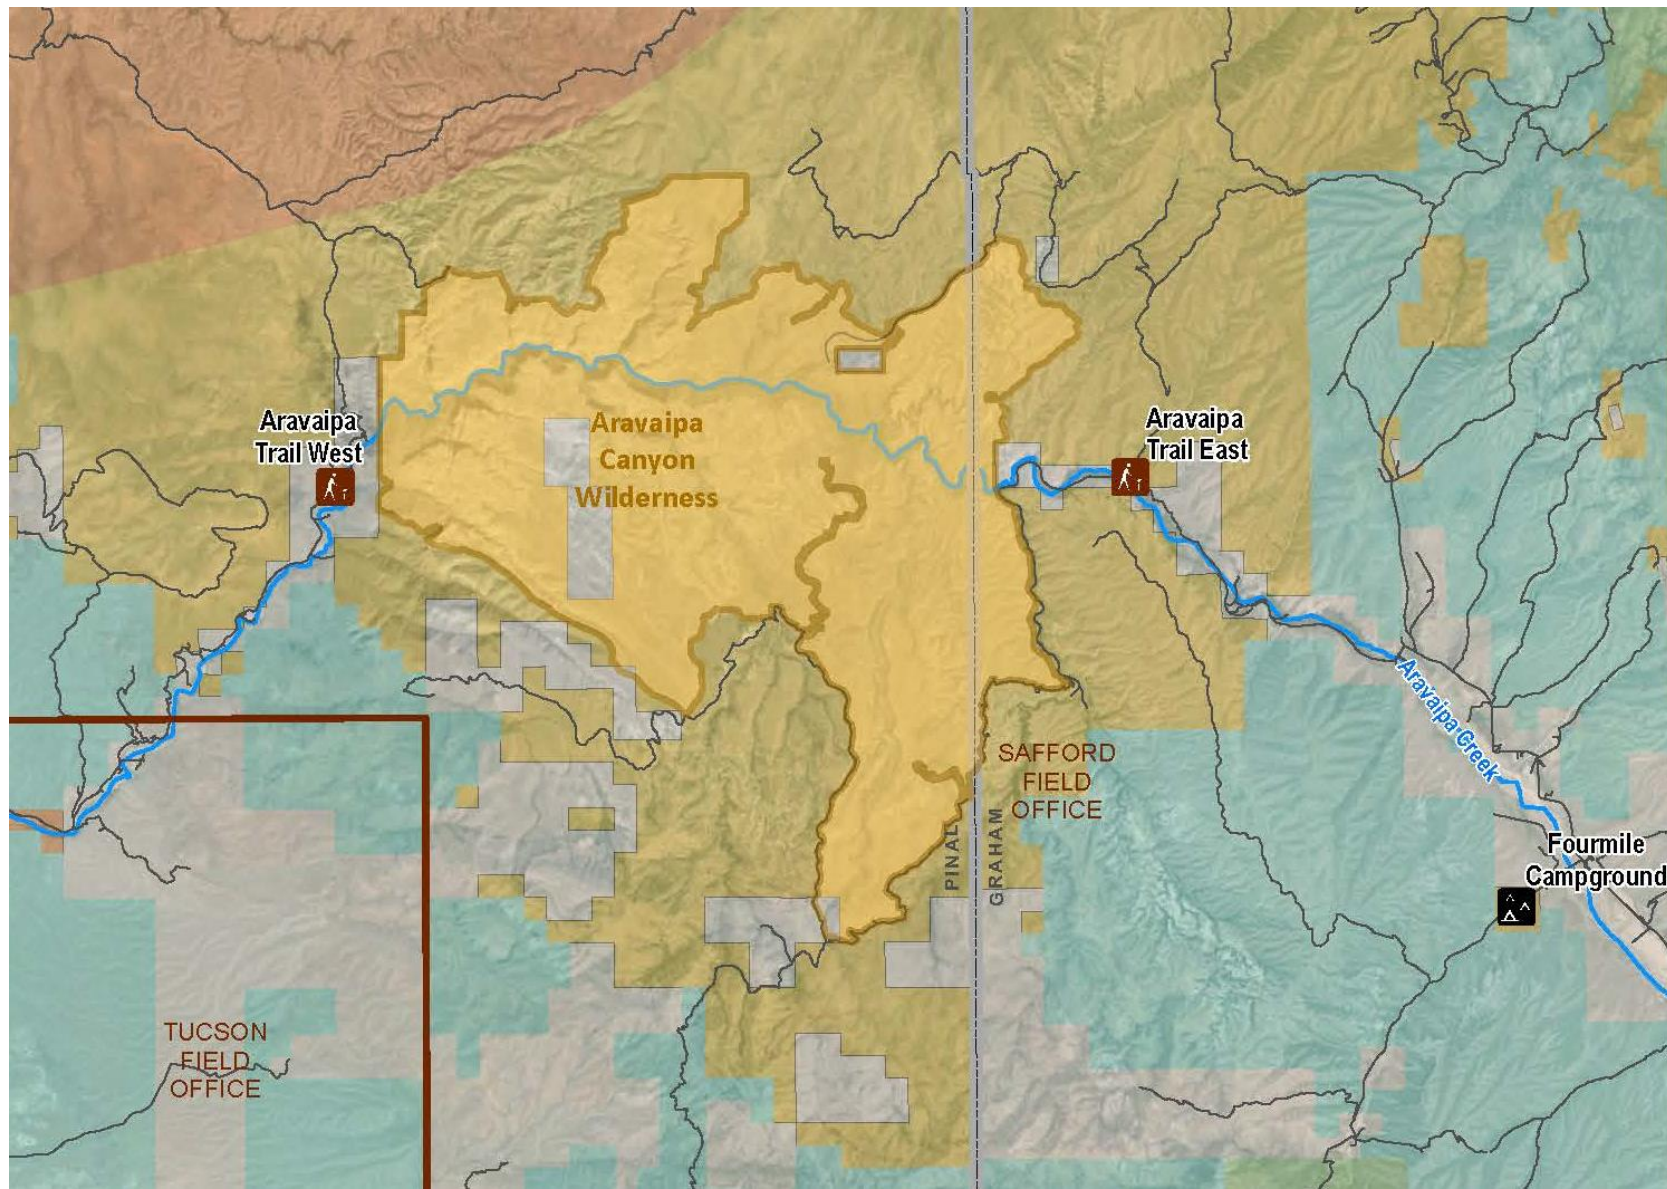 Aravaipa
Trail West
Aravaipa
Canyon
Wilderness
Aravaipa
Trail East
Aravaipa Creek
SAFFORD
FIELD
OFFICE
PINAL
GRAHAM
Fourmile
Campground
TUCSON
FIELD
OFFICE